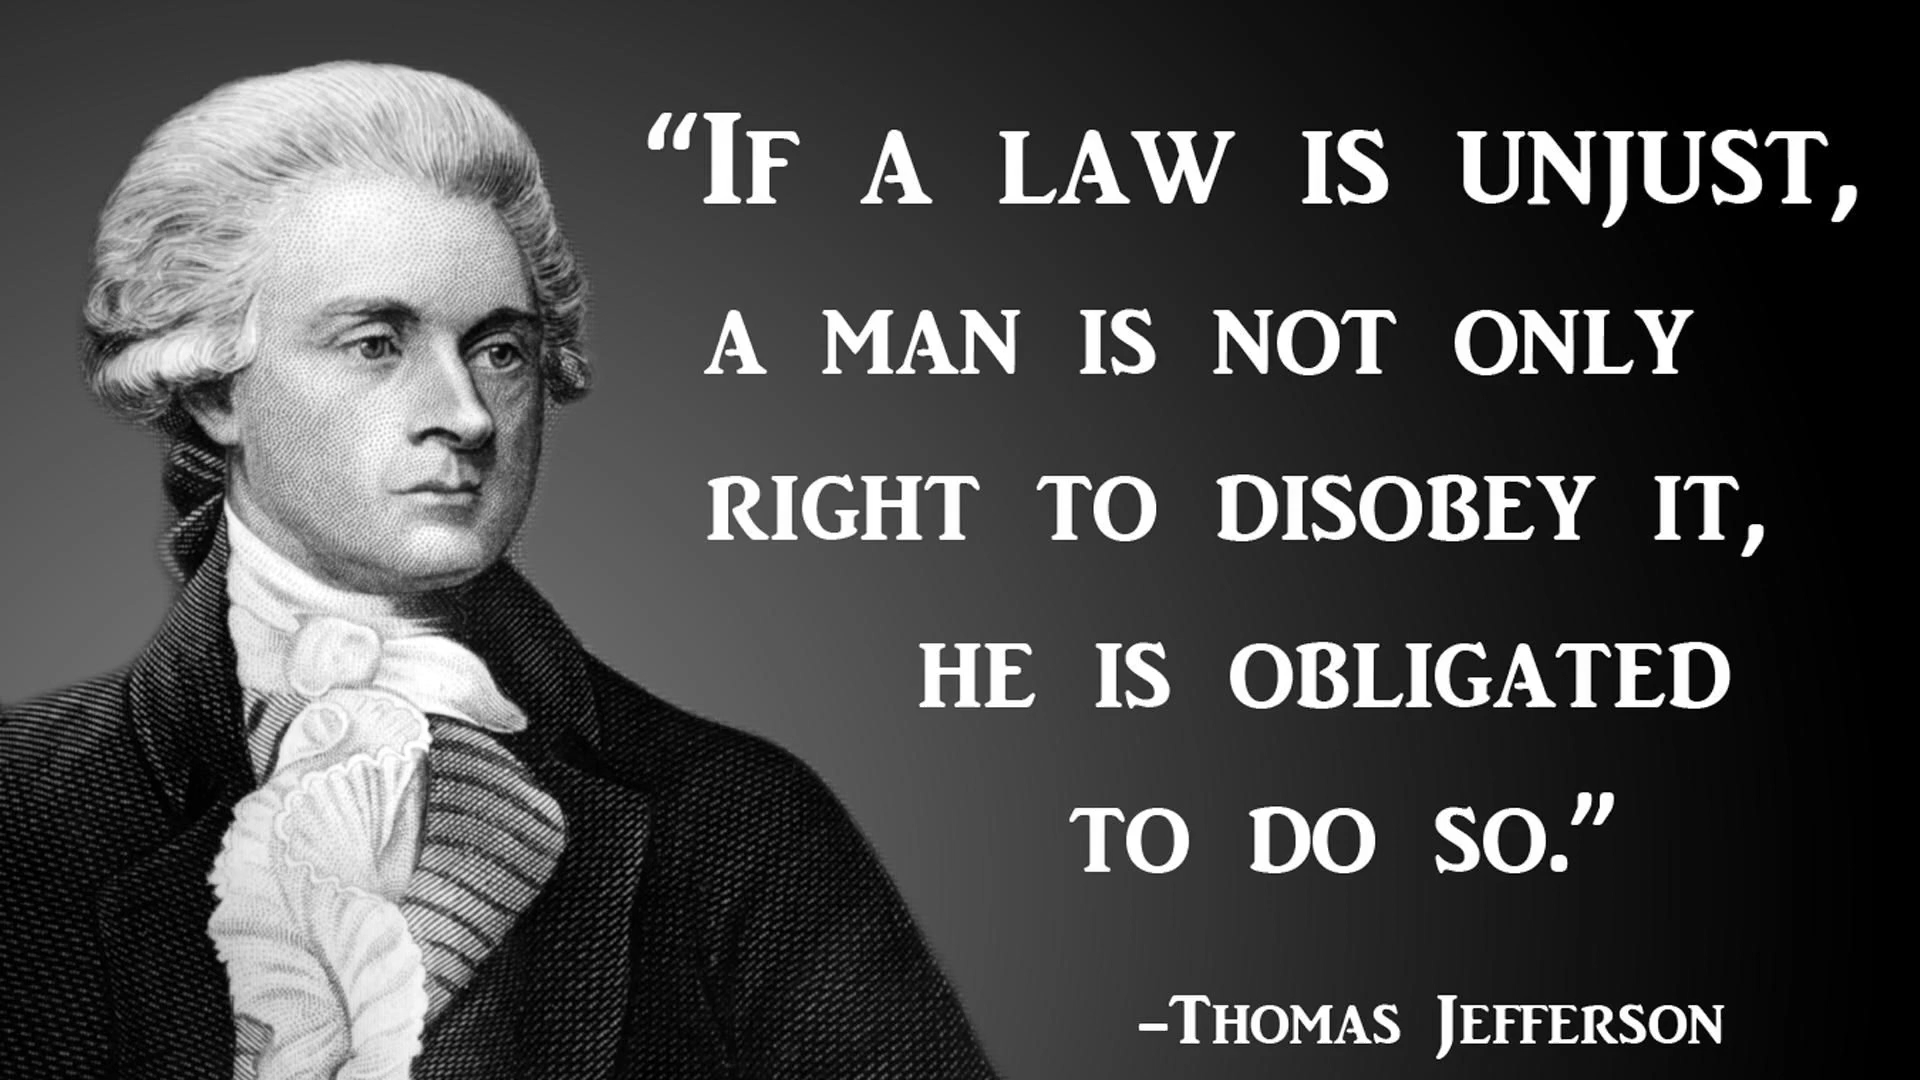 “If a law is unjust,
a man is not only
right to disobey it,
he is obligated
to do so.”
–Thomas Jefferson